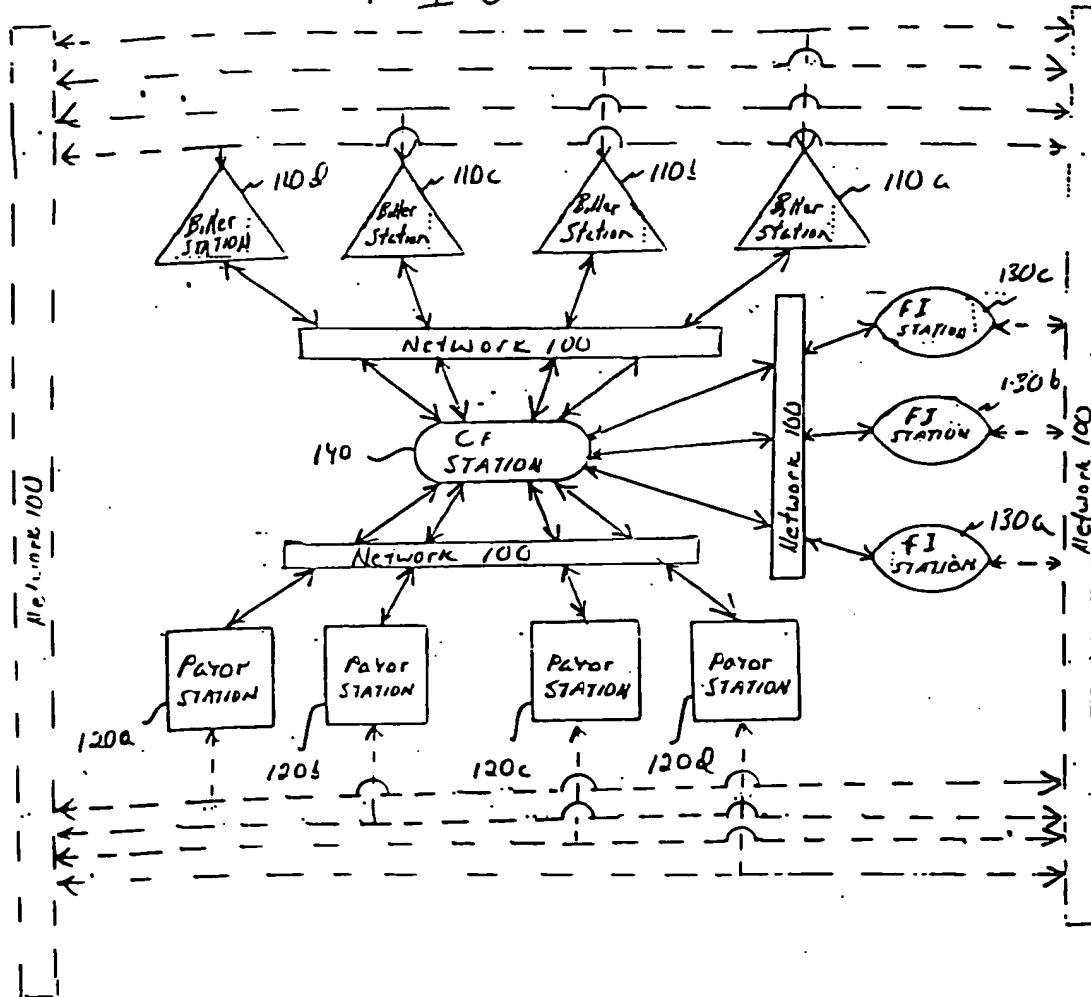 110d
110c
110b
110a
Biller
STATION
Biller
Station
Biller
Station
Biller
Station
130c
FI
STATION
Network 100
130b
FI
STATION
Network 100
140
CF
STATION
Network 100
Network 100
Network 100
130a
FI
STATION
Network 100
Payor
STATION
Payor
STATION
Payor
STATION
Payor
STATION
120a
120b
120c
120d